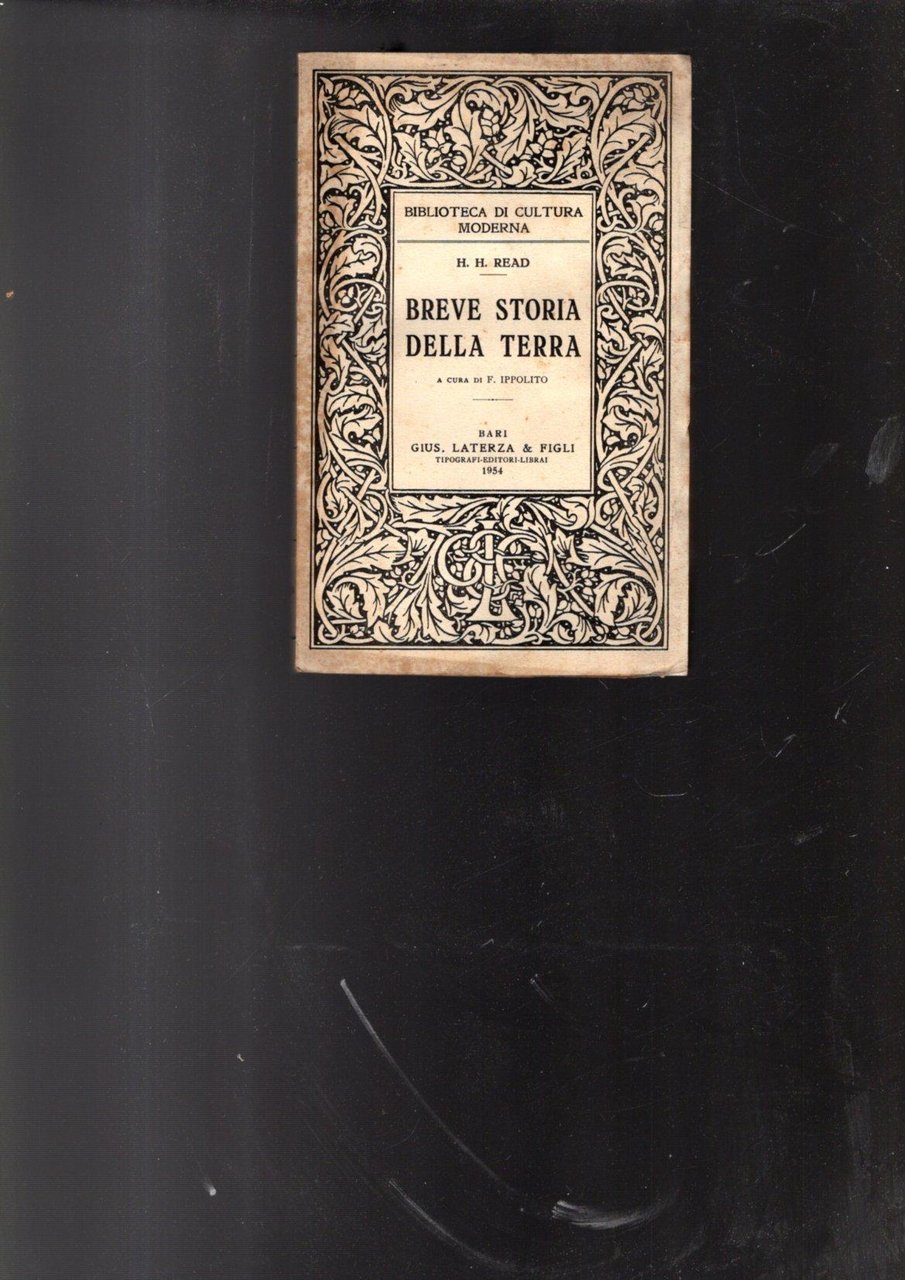 BIBLIOTECA DI CULTURA
MODERNA
H. H. READ
BREVE STORIA
DELLA TERRA
A CURA DI F. IPPOLITO
BARI
GIUS. LATERZA & FIGLI
TIPOGRAFI-EDITORI-LIBRAI
1954